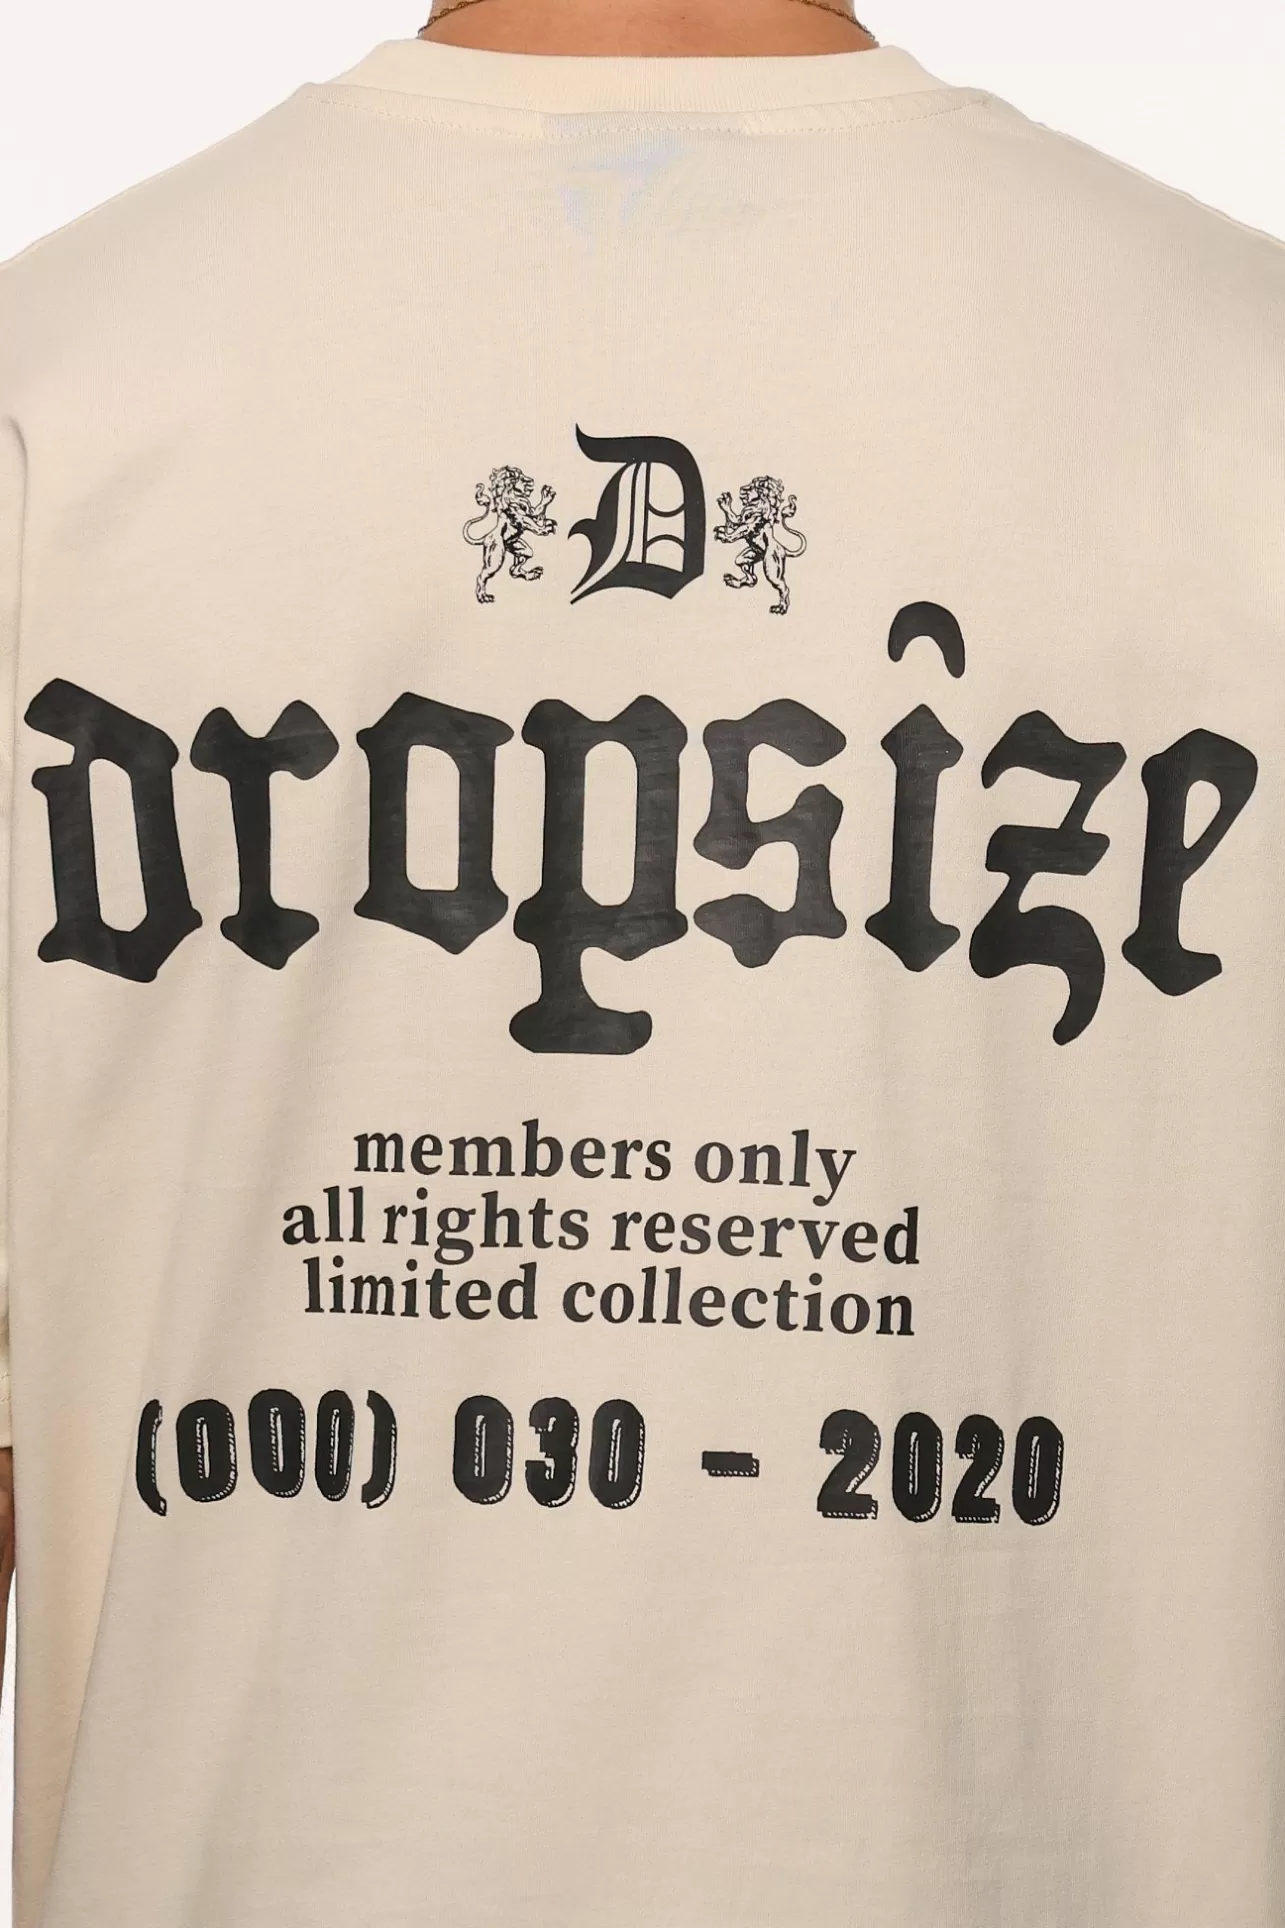 D
dropsize
members only
all rights reserved
limited collection
(000) 030 - 2020